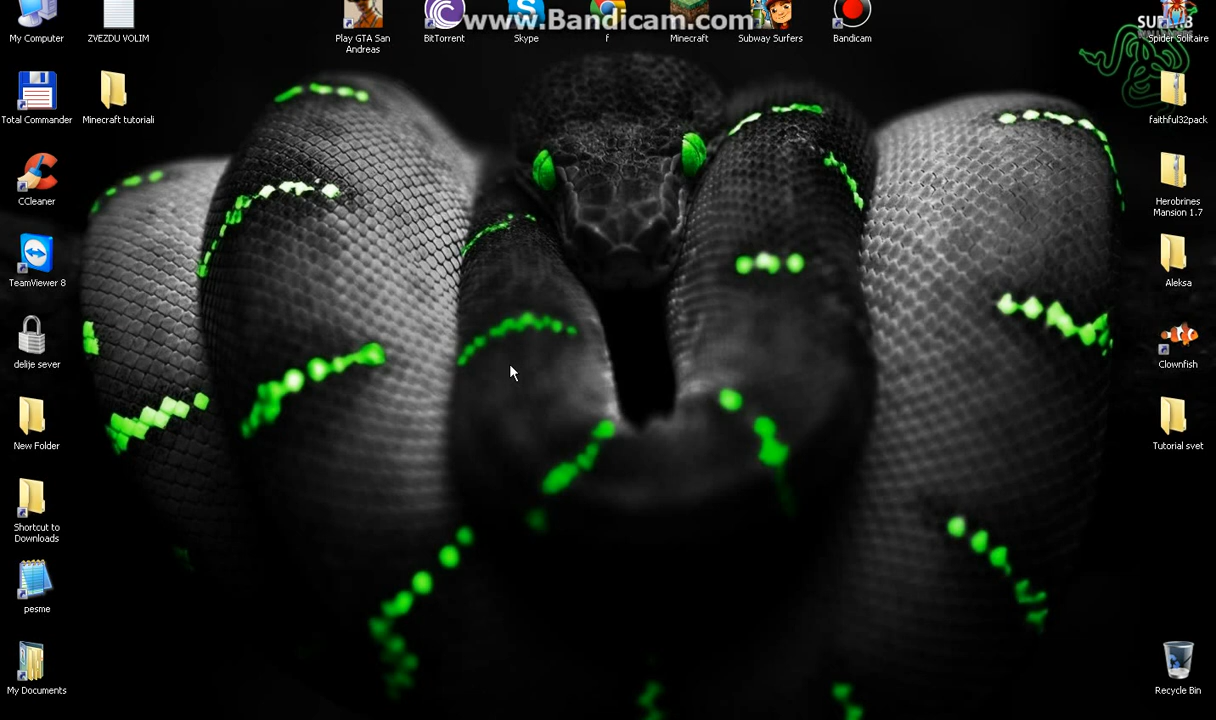 www.Bandicam.com
My Computer
ZVEZDU VOLIM
Play GTA San
Andreas
BitTorrent
Skype
f
Minecraft
Subway Surfers
Bandicam
Spider Solitaire
Total Commander
Minecraft tutoriali
faithful32pack
CCleaner
Herobrines
Mansion 1.7
TeamViewer 8
Aleksa
delije sever
Clownfish
New Folder
Tutorial svet
Shortcut to
Downloads
pesme
My Documents
Recycle Bin